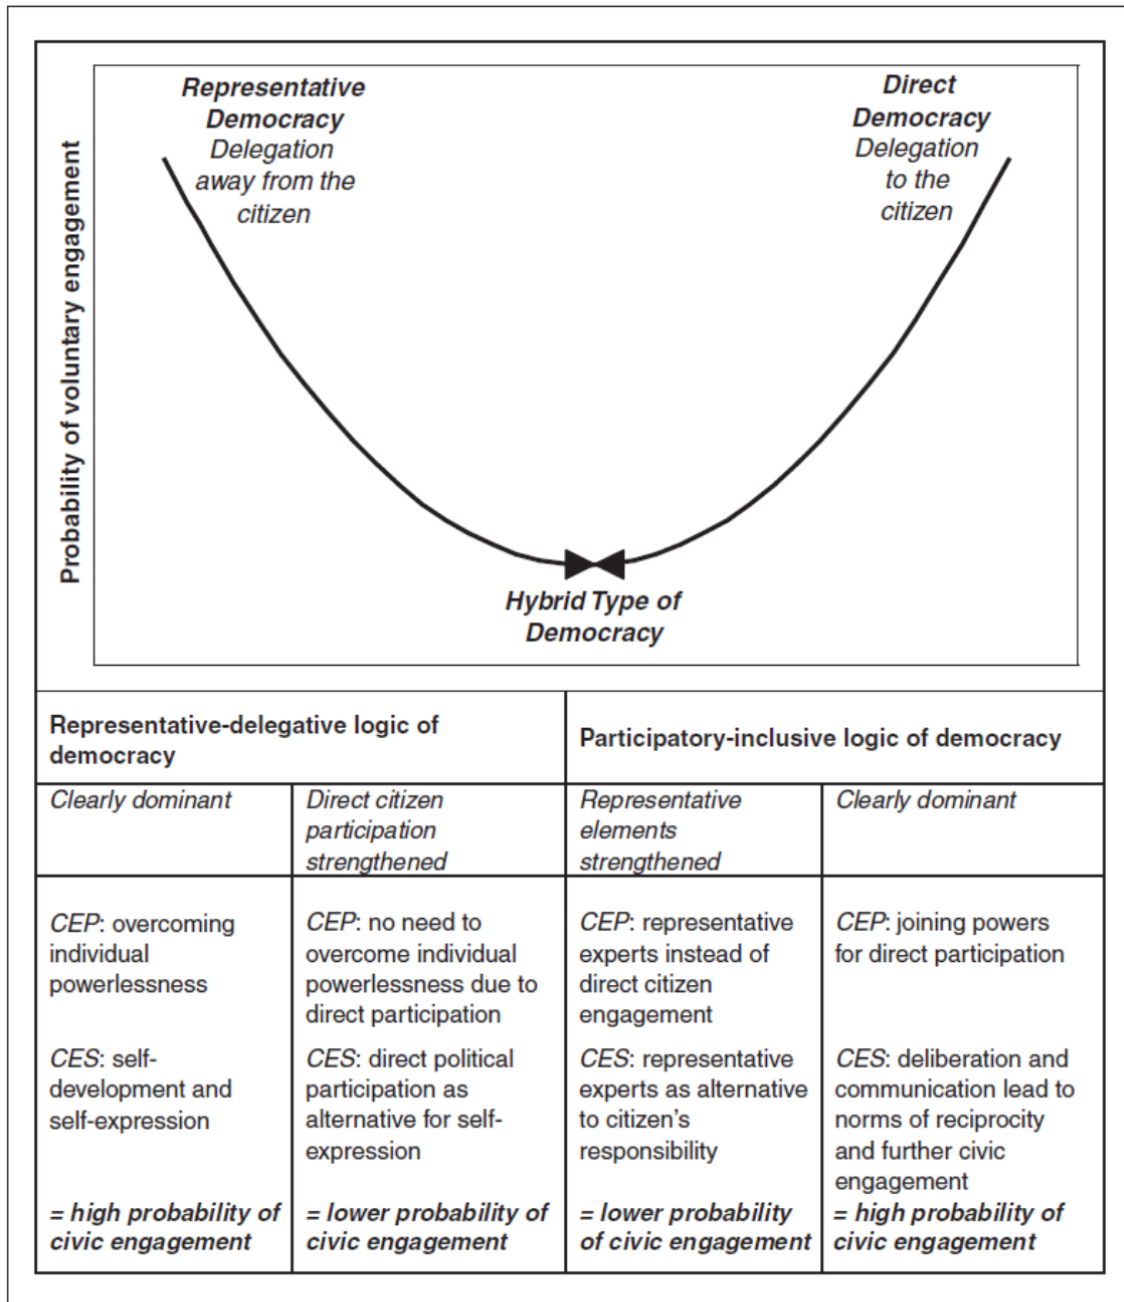 Probability of voluntary engagement
Representative
Democracy
Delegation
away from the
citizen
Direct
Democracy
Delegation
to the
citizen
Hybrid Type of
Democracy
Representative-delegative logic of
democracy
Participatory-inclusive logic of democracy
Clearly dominant
Direct citizen
participation
strengthened
Representative
elements
strengthened
Clearly dominant
CEP: overcoming
individual
powerlessness
CES: self-
development and
self-expression
= high probability of
civic engagement
CEP: no need to
overcome individual
powerlessness due to
direct participation
CES: direct political
participation as
alternative for self-
expression
= lower probability of
civic engagement
CEP: representative
experts instead of
direct citizen
engagement
CES: representative
experts as alternative
to citizen’s
responsibility
= lower probability
of civic engagement
CEP: joining powers
for direct participation
CES: deliberation and
communication lead to
norms of reciprocity
and further civic
engagement
= high probability of
civic engagement